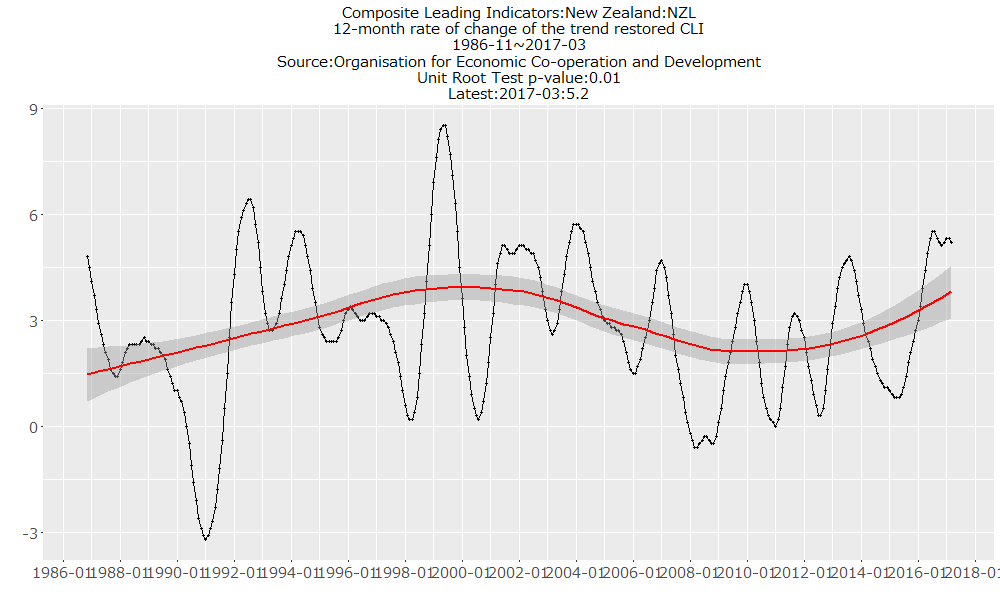 Composite Leading Indicators:New Zealand:NZL
12-month rate of change of the trend restored CLI
1986-11~2017-03
Source:Organisation for Economic Co-operation and Development
Unit Root Test p-value:0.01
Latest:2017-03:5.2
9
6
3
0
-3
1986-01 1988-01 1990-01 1992-01 1994-01 1996-01 1998-01 2000-01 2002-01 2004-01 2006-01 2008-01 2010-01 2012-01 2014-01 2016-01 2018-01